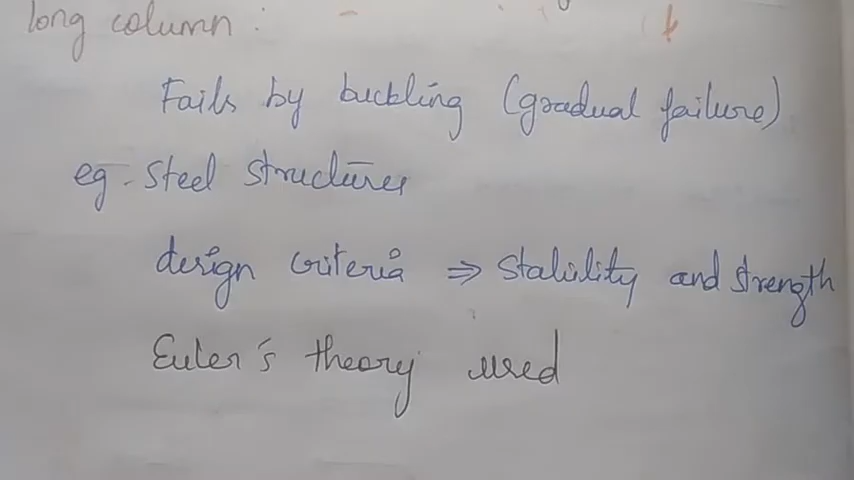 long column :
Fails by buckling (gradual failure)
eg - Steel structures
design criteria ⇒ Stability and strength
Euler's theory used